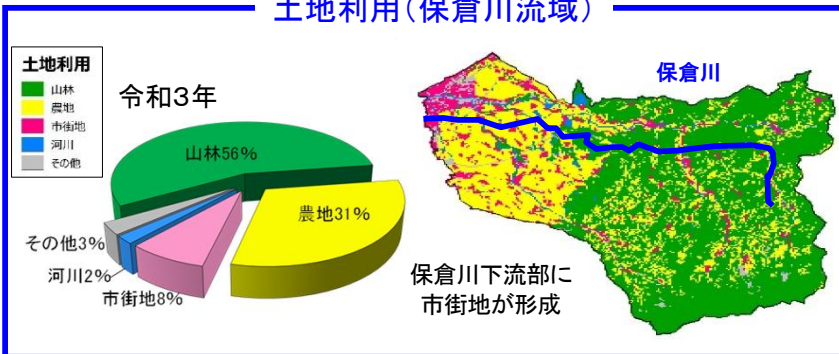 土地利用(保倉川流域)
土地利用
山林
農地
市街地
河川
その他
令和3年
山林56%
農地31%
その他3%
河川2%
市街地8%
保倉川
保倉川下流部に
市街地が形成